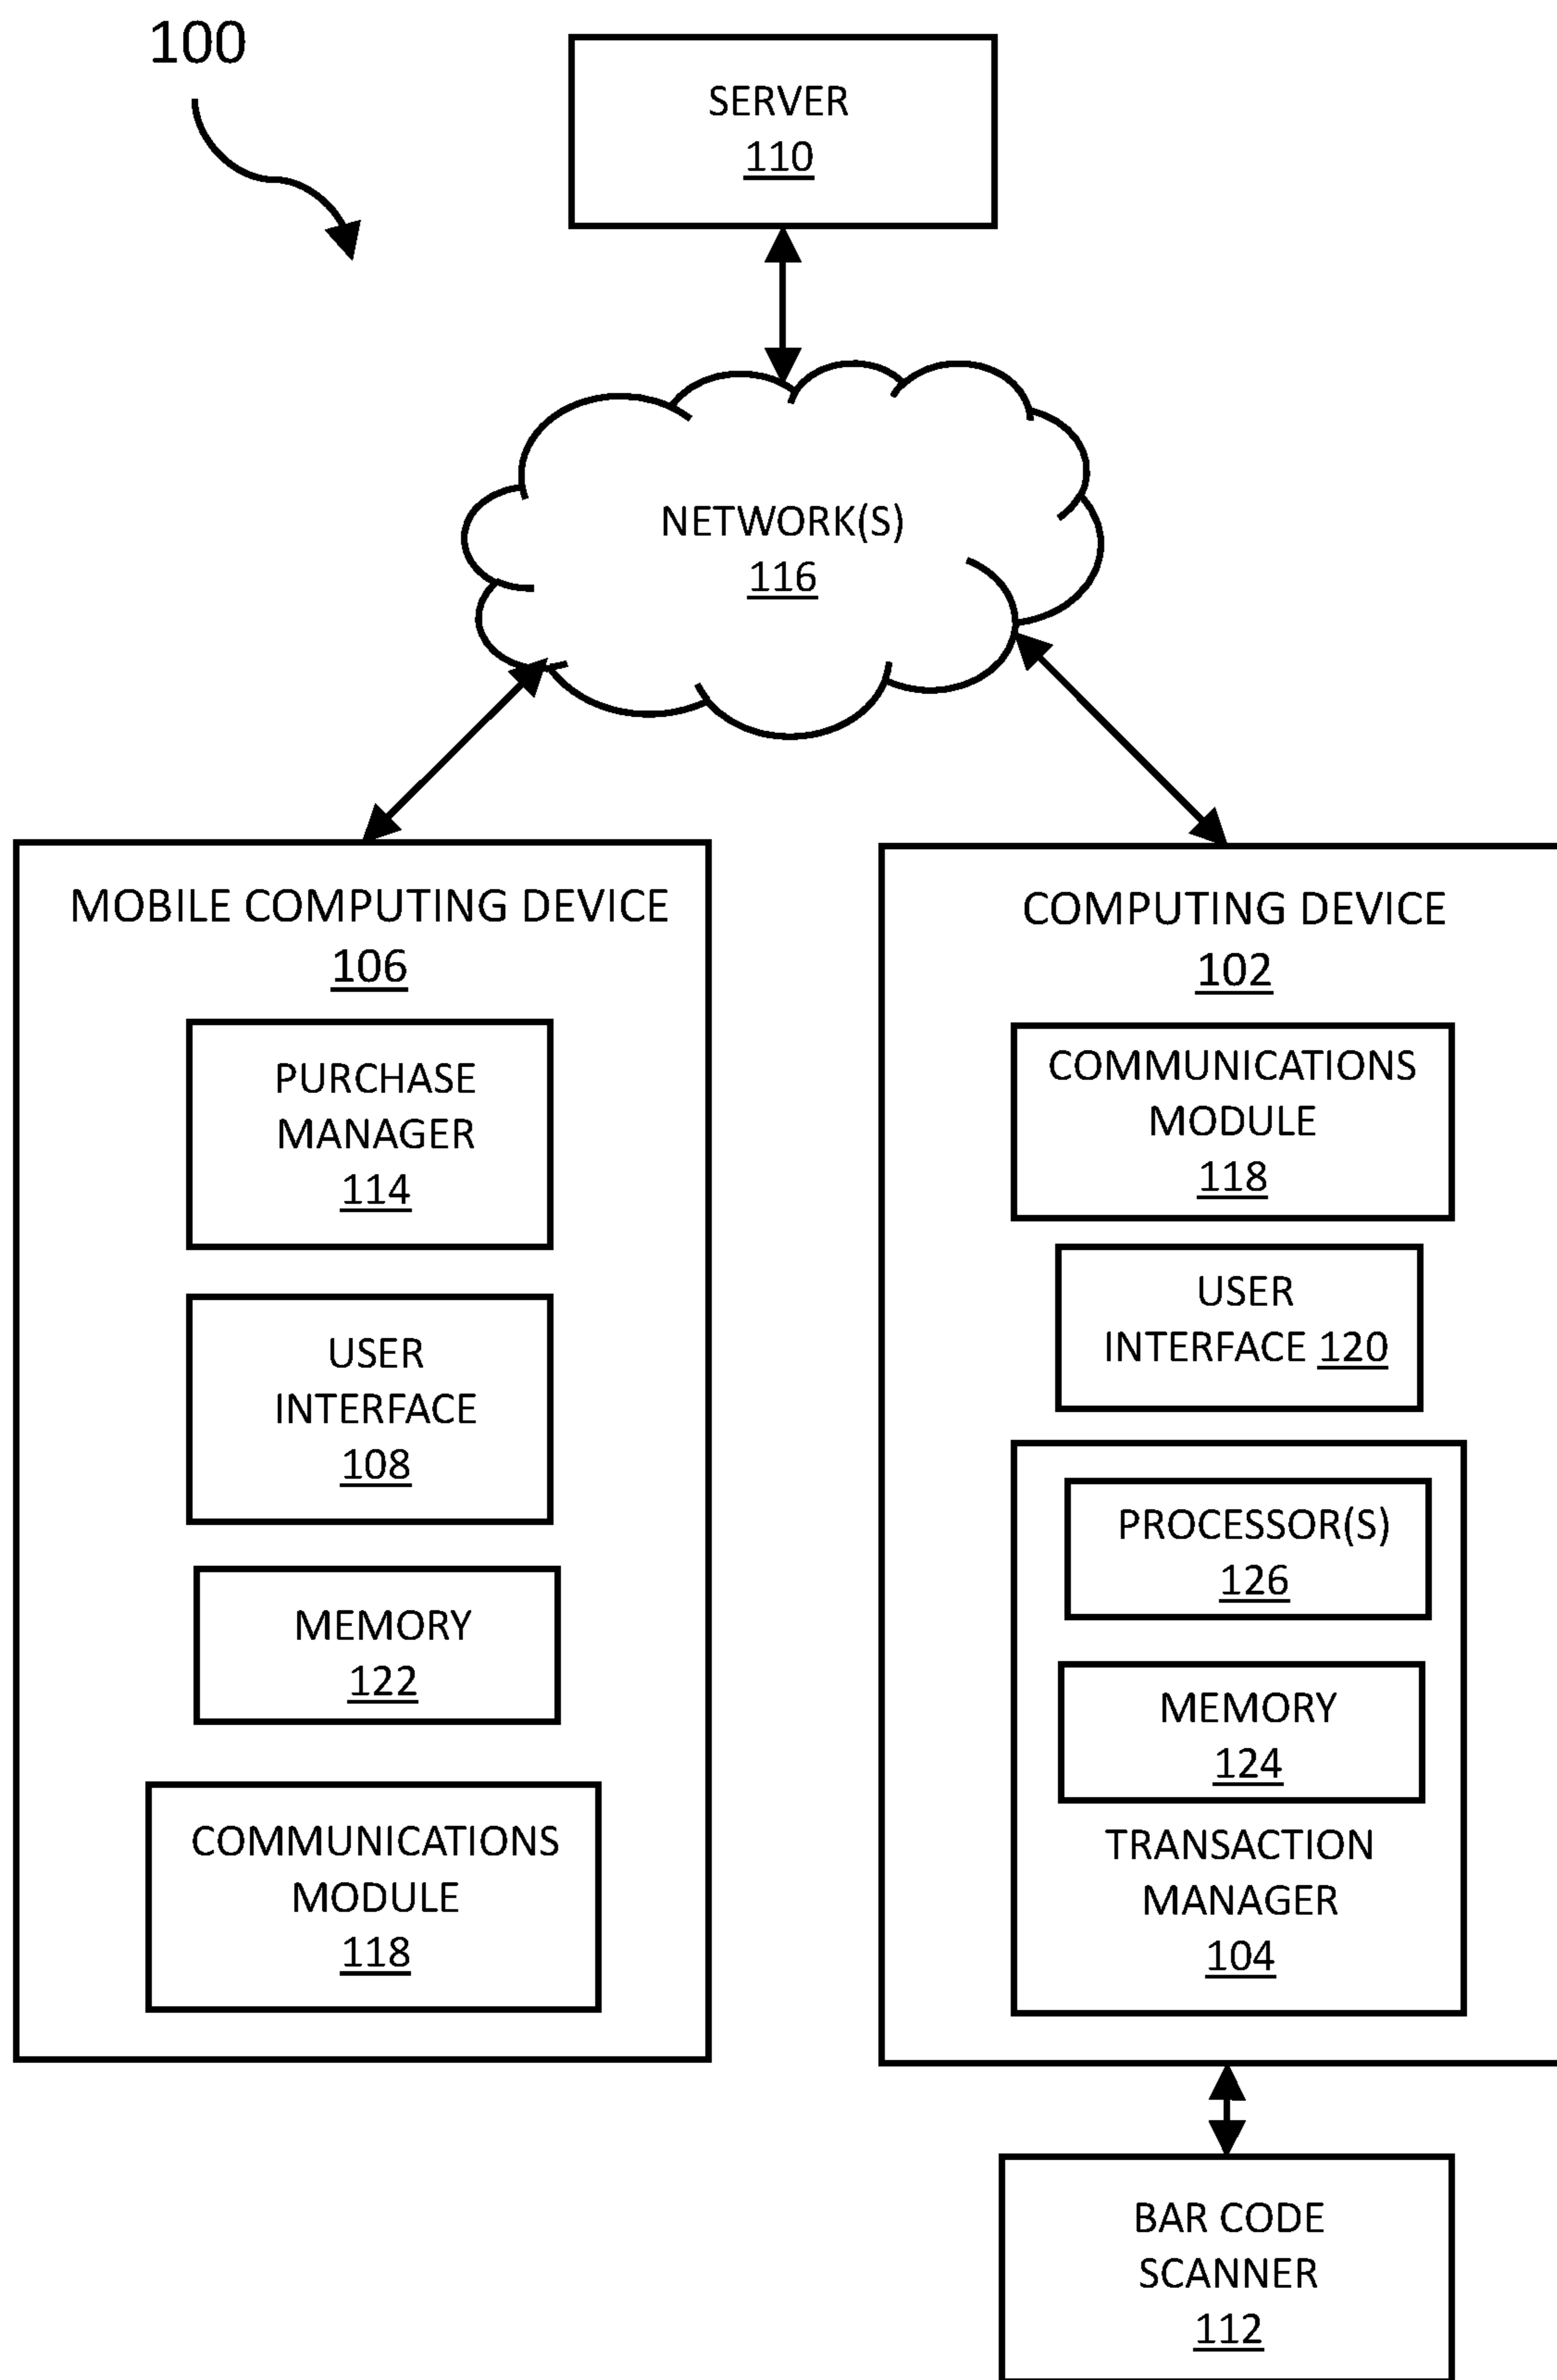 100
SERVER
110
NETWORK(S)
116
MOBILE COMPUTING DEVICE
106
PURCHASE
MANAGER
114
USER
INTERFACE
108
MEMORY
122
COMMUNICATIONS
MODULE
118
COMPUTING DEVICE
102
COMMUNICATIONS
MODULE
118
USER
INTERFACE 120
PROCESSOR(S)
126
MEMORY
124
TRANSACTION
MANAGER
104
BAR CODE
SCANNER
112